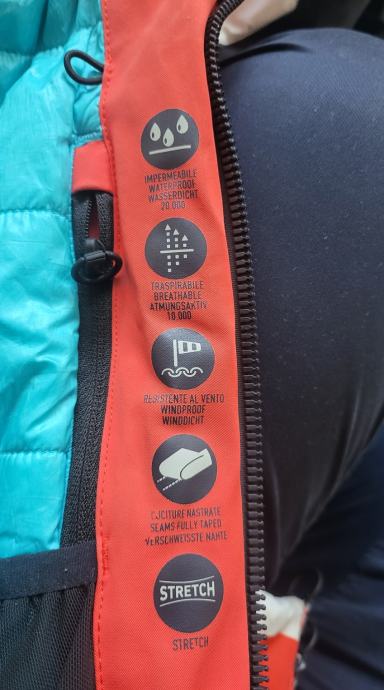 IMPERMEABILE
WATERPROOF
WASSERDICHT
20.000
TRASPIRABILE
BREATHABLE
ATMUNGSAKTIV
10.000
RESISTENTE AL VENTO
WINDPROOF
WINDDICHT
CUCITURE NASTRATE
SEAMS FULLY TAPED
VERSCHWEISSTE NÄHTE
STRETCH
STRETCH